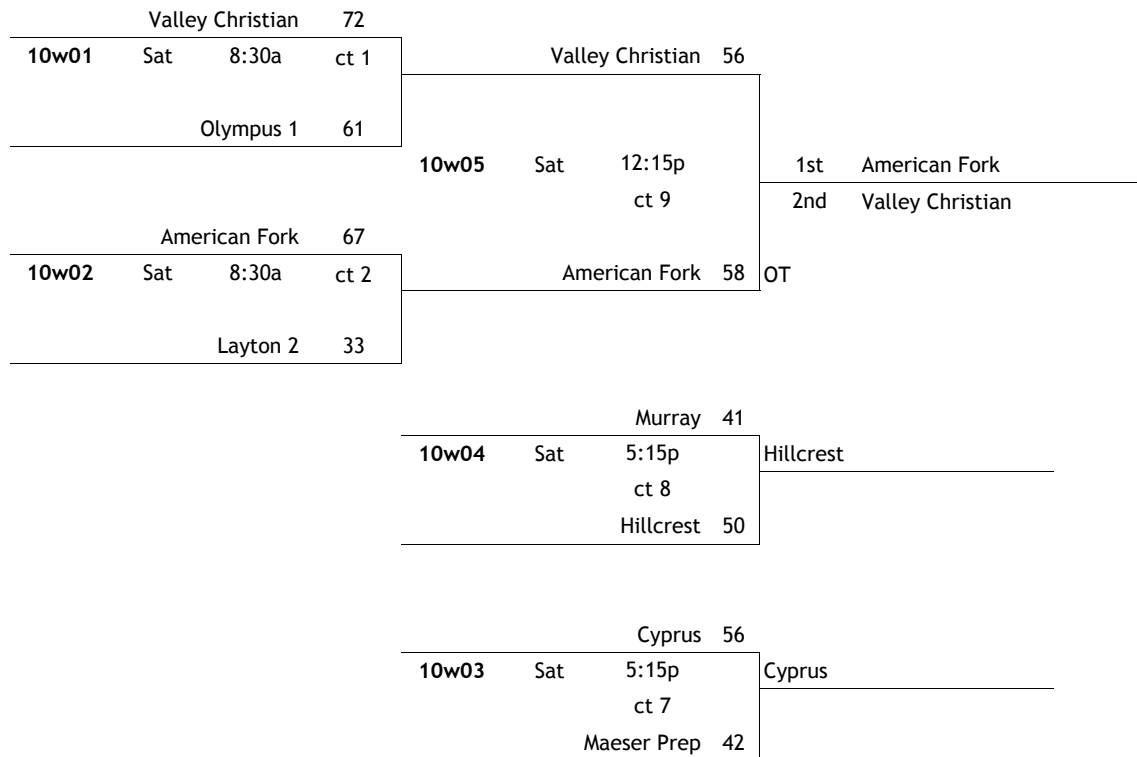 Valley Christian 72
10w01 Sat 8:30a ct 1 Valley Christian 56
Olympus 1 61
10w05 Sat 12:15p 1st American Fork
ct 9 2nd Valley Christian
American Fork 67
10w02 Sat 8:30a ct 2 American Fork 58 OT
Layton 2 33
Murray 41
10w04 Sat 5:15p Hillcrest
ct 8
Hillcrest 50
Cyprus 56
10w03 Sat 5:15p Cyprus
ct 7
Maeser Prep 42